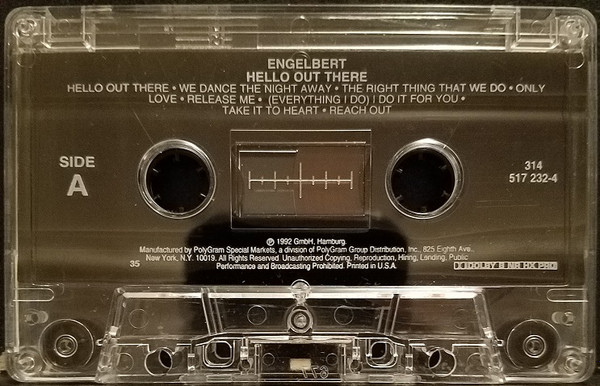 ENGELBERT
HELLO OUT THERE
HELLO OUT THERE • WE DANCE THE NIGHT AWAY • THE RIGHT THING THAT WE DO • ONLY
LOVE • RELEASE ME • (EVERYTHING I DO) I DO IT FOR YOU •
TAKE IT TO HEART • REACH OUT
SIDE
A
314
517 232-4
℗ 1992 GmbH, Hamburg.
Manufactured by PolyGram Special Markets, a division of PolyGram Group Distribution, Inc., 825 Eighth Ave.,
New York, N.Y. 10019. All Rights Reserved. Unauthorized Copying, Reproduction, Hiring, Lending, Public
Performance and Broadcasting Prohibited. Printed in U.S.A.
35
DOLBY B NR HX PRO